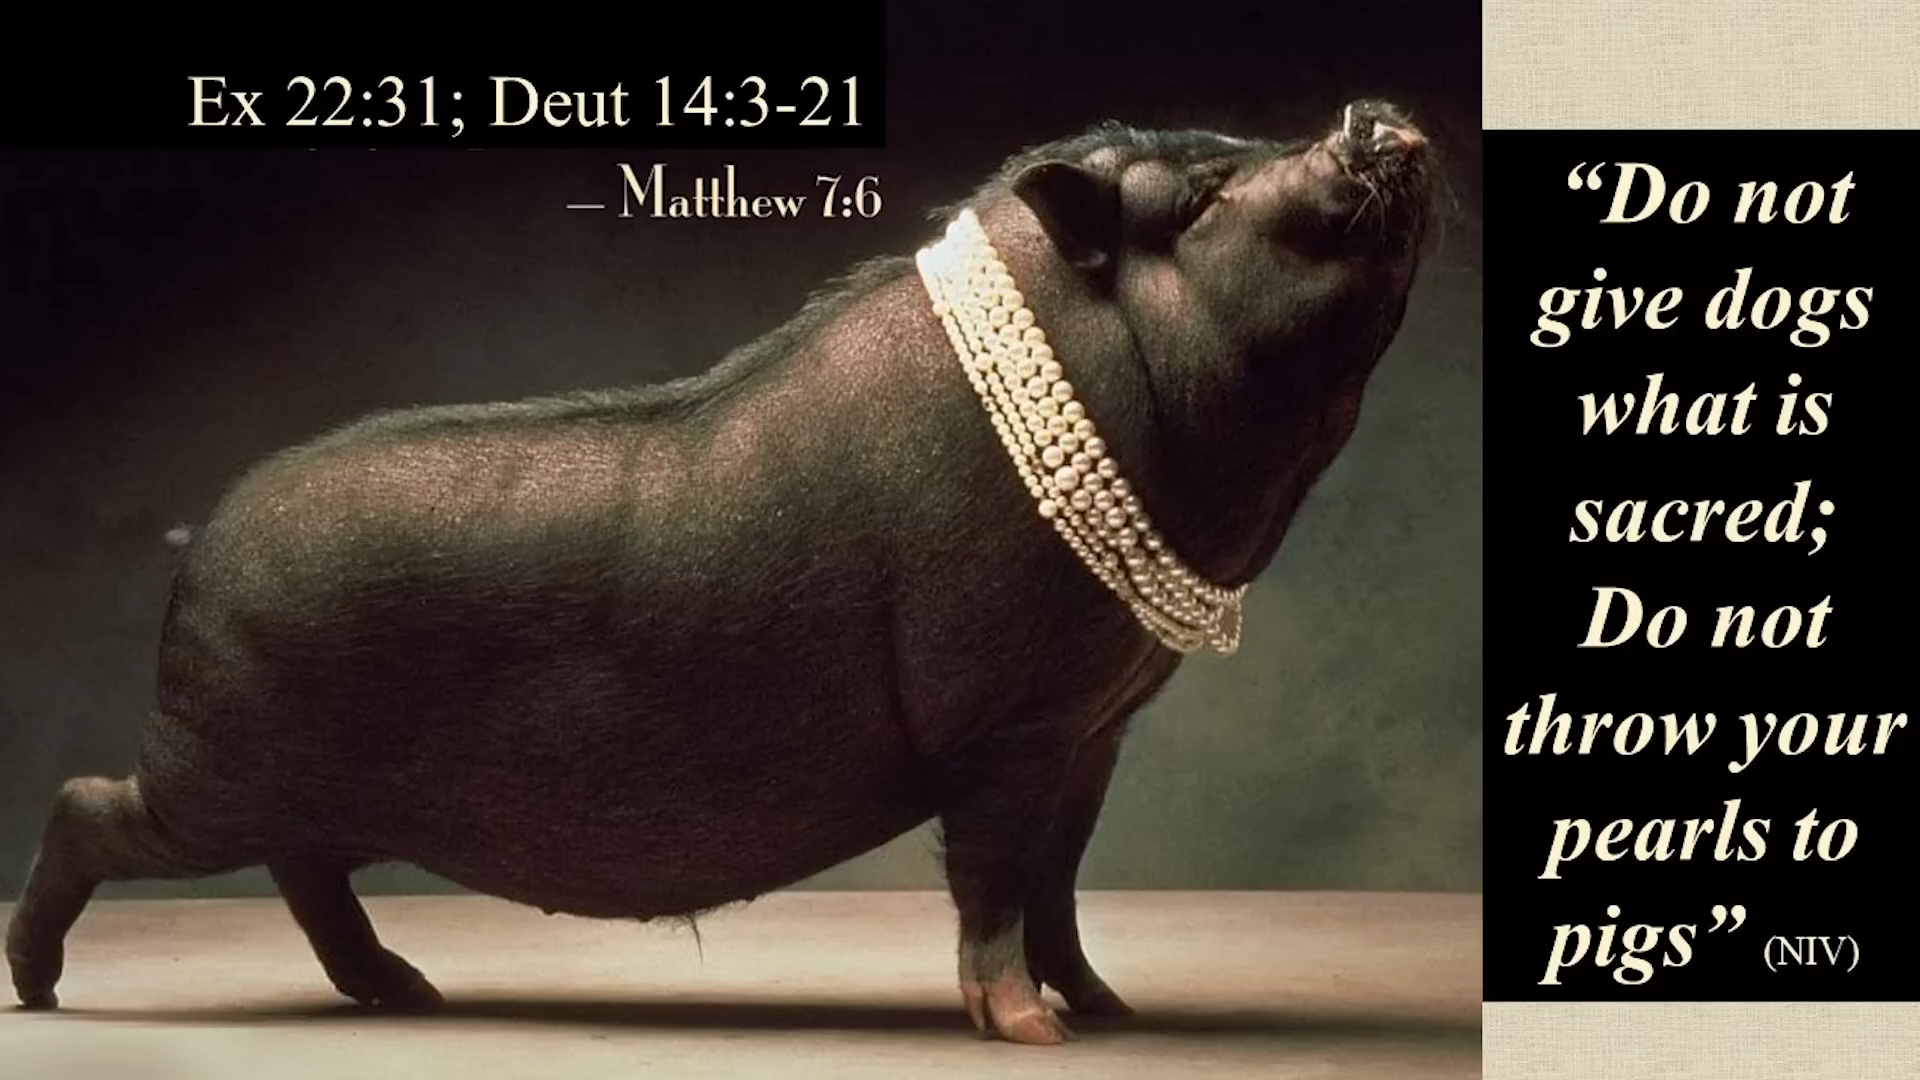 Ex 22:31; Deut 14:3-21
— Matthew 7:6
“Do not
give dogs
what is
sacred;
Do not
throw your
pearls to
pigs” (NIV)